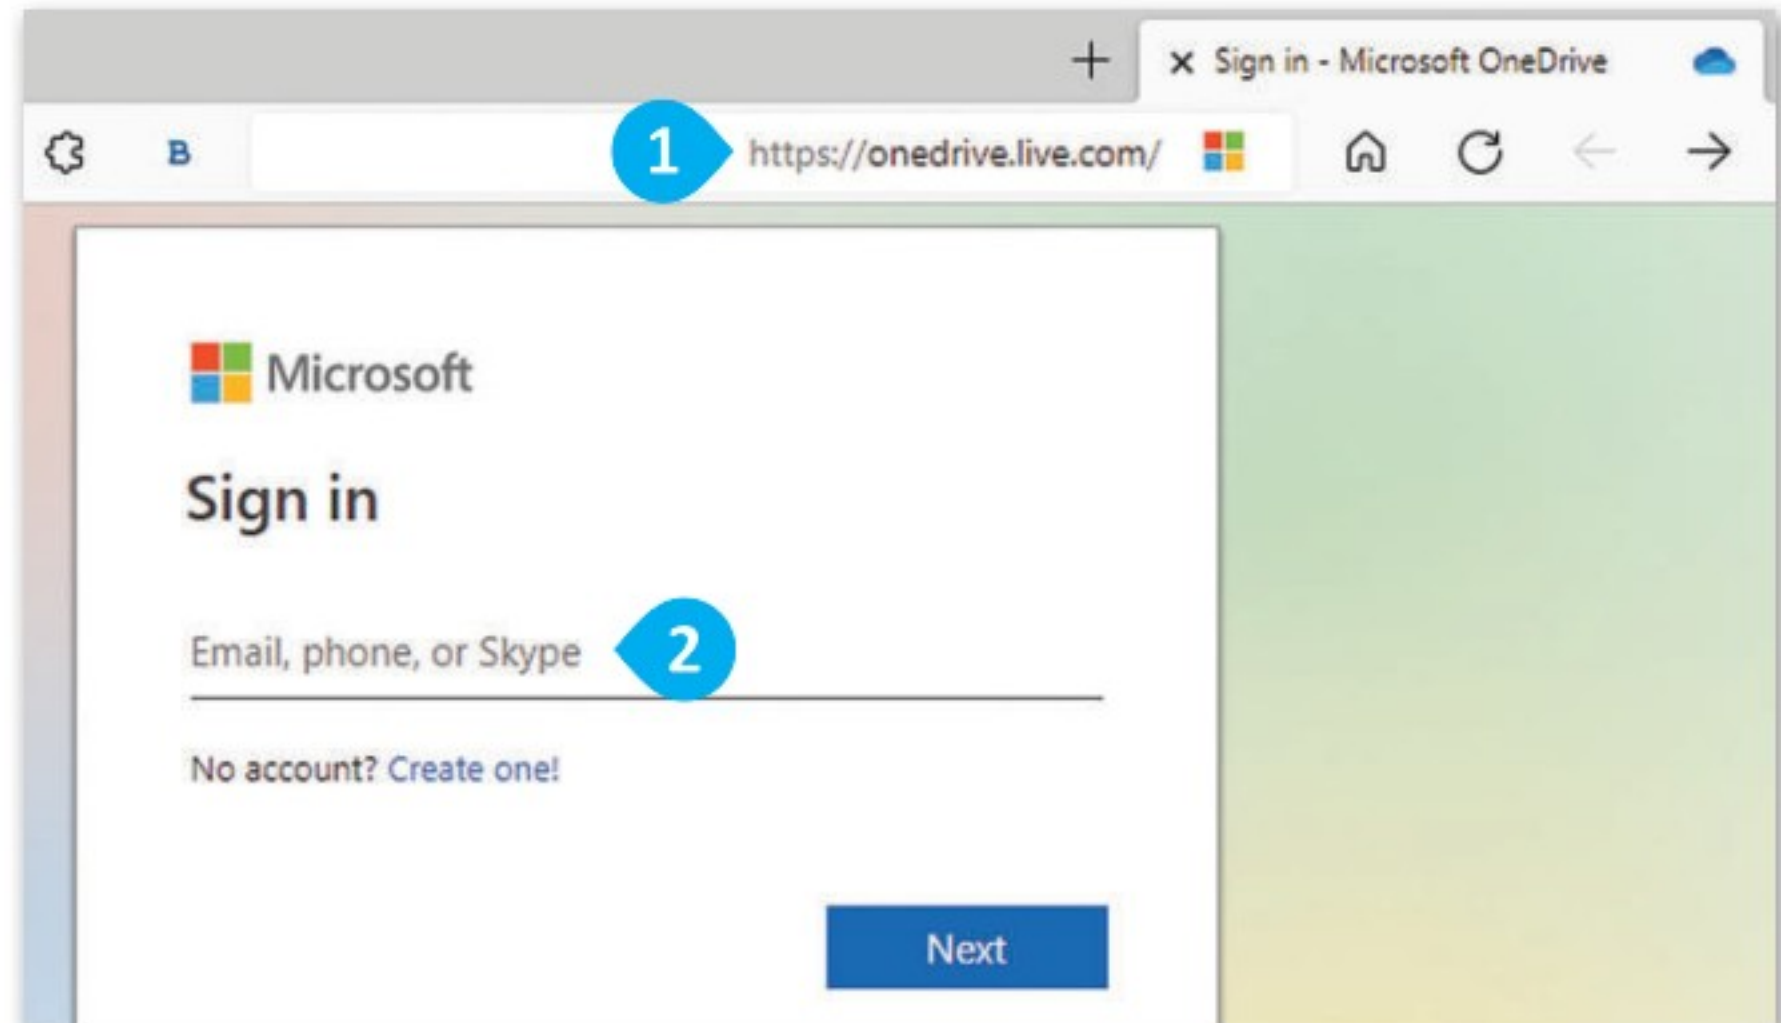 Sign in - Microsoft OneDrive
B
1
https://onedrive.live.com/
Microsoft
Sign in
Email, phone, or Skype
2
No account? Create one!
Next